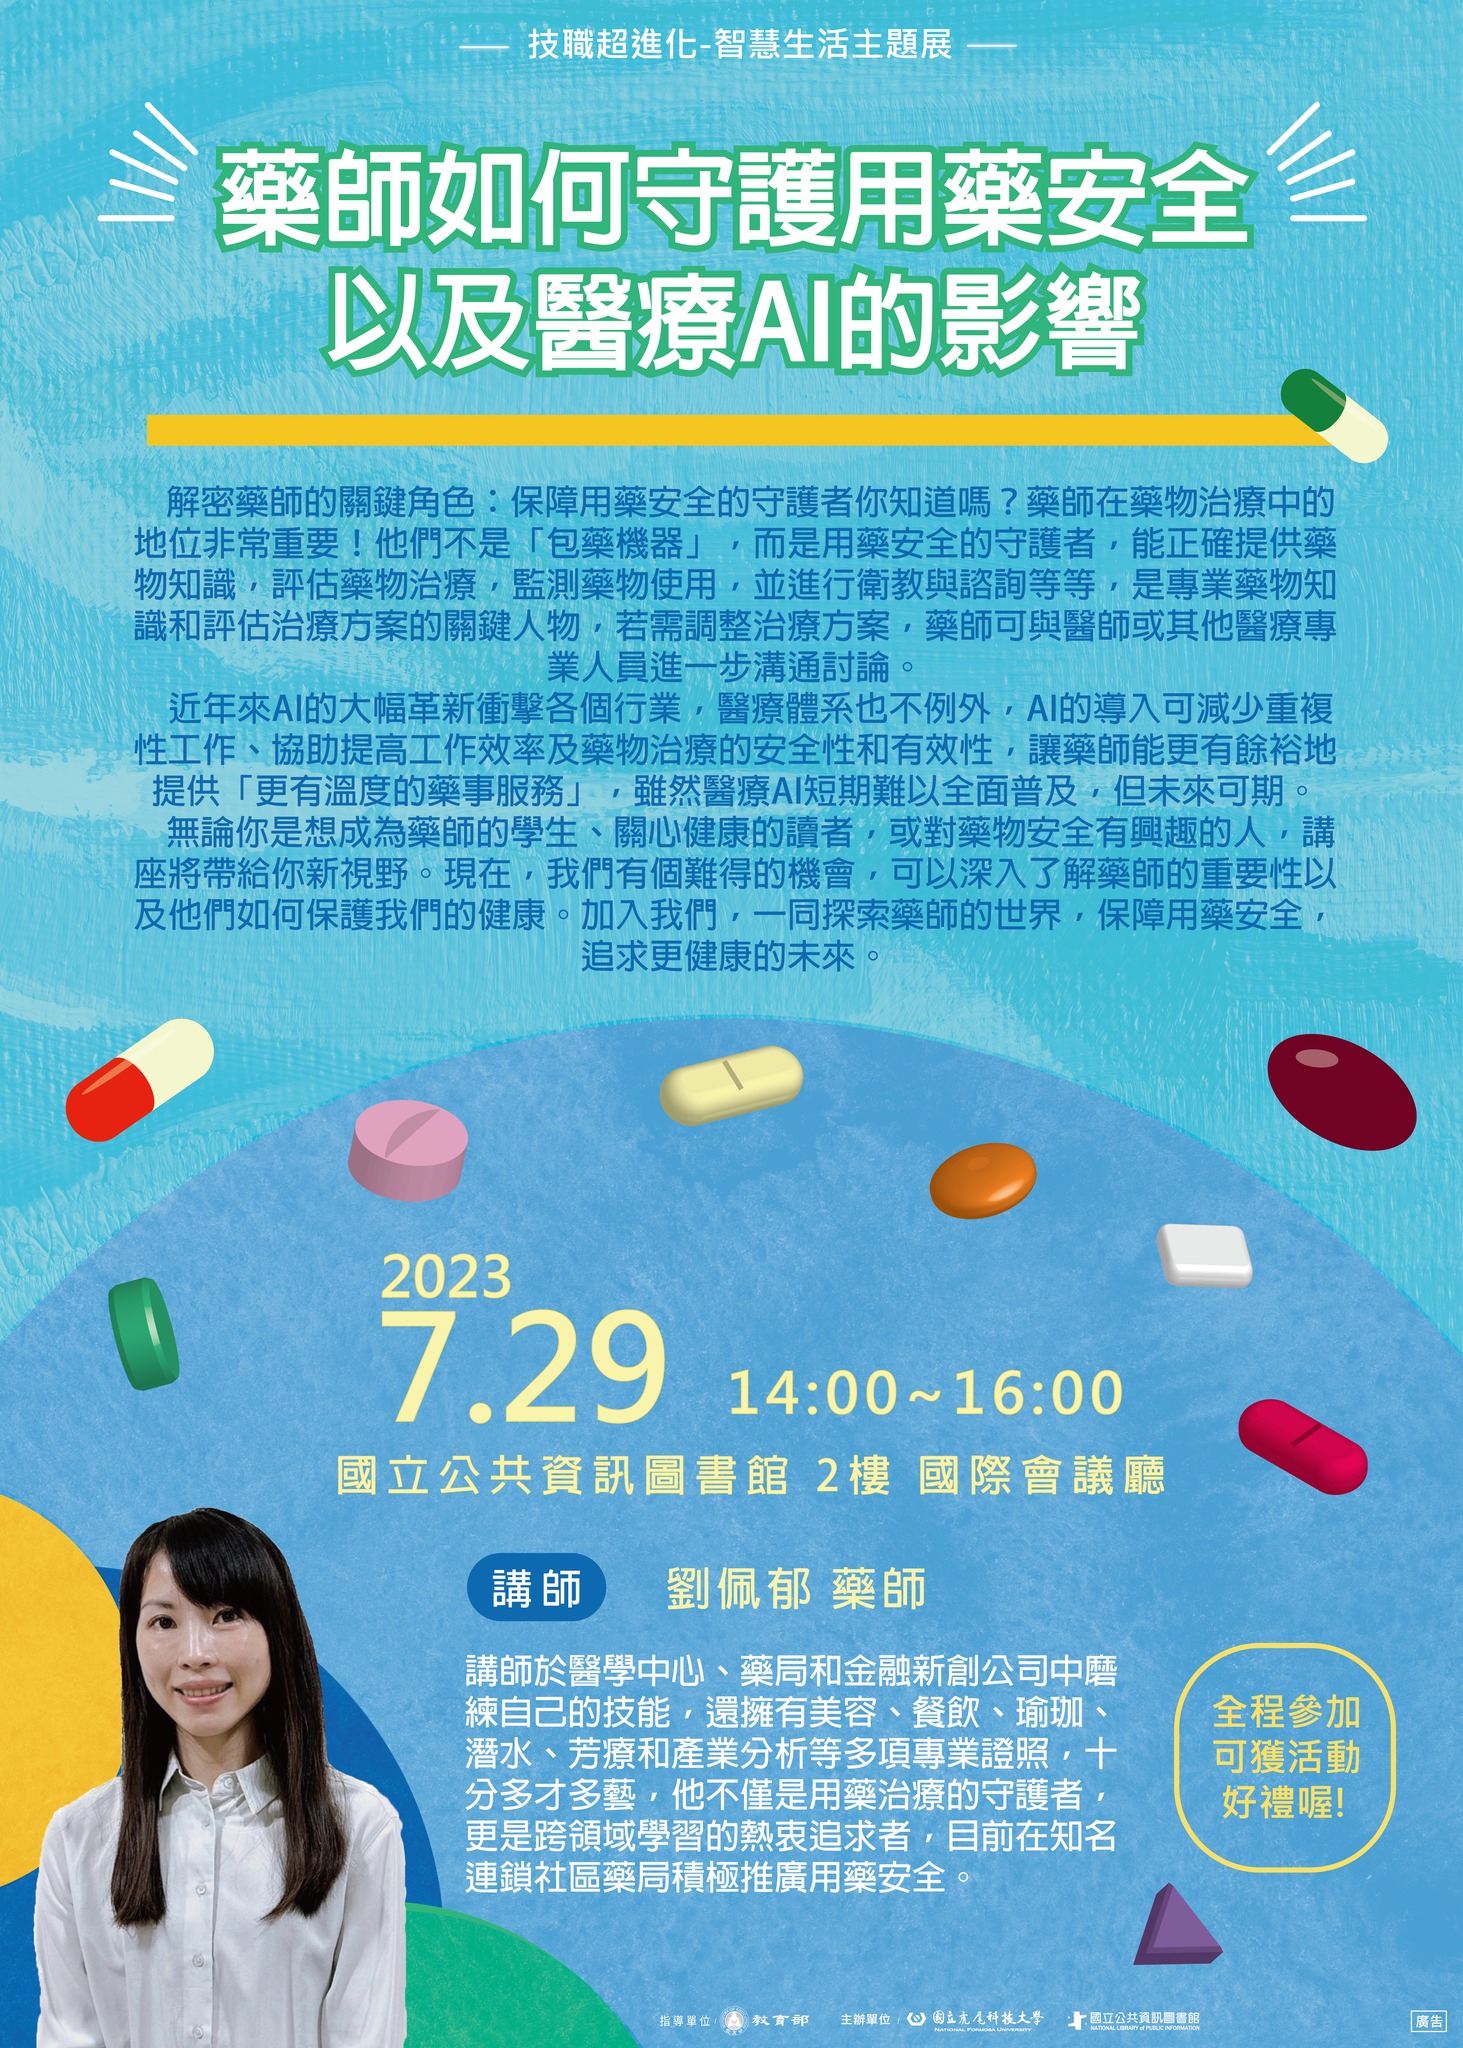 技職超進化-智慧生活主題展
藥師如何守護用藥安全
以及醫療AI的影響
解密藥師的關鍵角色：保障用藥安全的守護者你知道嗎？藥師在藥物治療中的
地位非常重要！他們不是「包藥機器」，而是用藥安全的守護者，能正確提供藥
物知識，評估藥物治療，監測藥物使用，並進行衛教與諮詢等等，是專業藥物知
識和評估治療方案的關鍵人物，若需調整治療方案，藥師可與醫師或其他醫療專
業人員進一步溝通討論。
近年來AI的大幅革新衝擊各個行業，醫療體系也不例外，AI的導入可減少重複
性工作、協助提高工作效率及藥物治療的安全性和有效性，讓藥師能更有餘裕地
提供「更有溫度的藥事服務」，雖然醫療AI短期難以全面普及，但未來可期。
無論你是想成為藥師的學生、關心健康的讀者，或對藥物安全有興趣的人，講
座將帶給你新視野。現在，我們有個難得的機會，可以深入了解藥師的重要性以
及他們如何保護我們的健康。加入我們，一同探索藥師的世界，保障用藥安全，
追求更健康的未來。
2023
7.29 14:00~16:00
國立公共資訊圖書館 2樓 國際會議廳
講師 劉佩郁 藥師
講師於醫學中心、藥局和金融新創公司中磨
練自己的技能，還擁有美容、餐飲、瑜珈、
潛水、芳療和產業分析等多項專業證照，十
分多才多藝，他不僅是用藥治療的守護者，
更是跨領域學習的熱衷追求者，目前在知名
連鎖社區藥局積極推廣用藥安全。
全程參加
可獲活動
好禮喔!
指導單位/ 教育部 主辦單位/ 國立虎尾科技大學 國立公共資訊圖書館
NATIONAL FORMOSA UNIVERSITY NATIONAL LIBRARY of PUBLIC INFORMATION
廣告